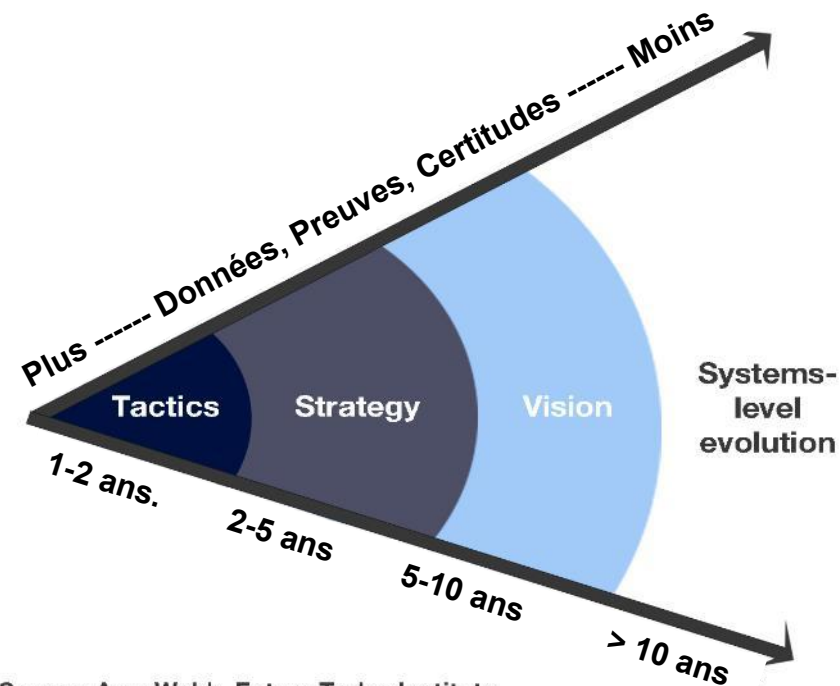 Plus ------ Données, Preuves, Certitudes ------ Moins
Tactics
Strategy
Vision
Systems-
level
evolution
1-2 ans.
2-5 ans
5-10 ans
> 10 ans